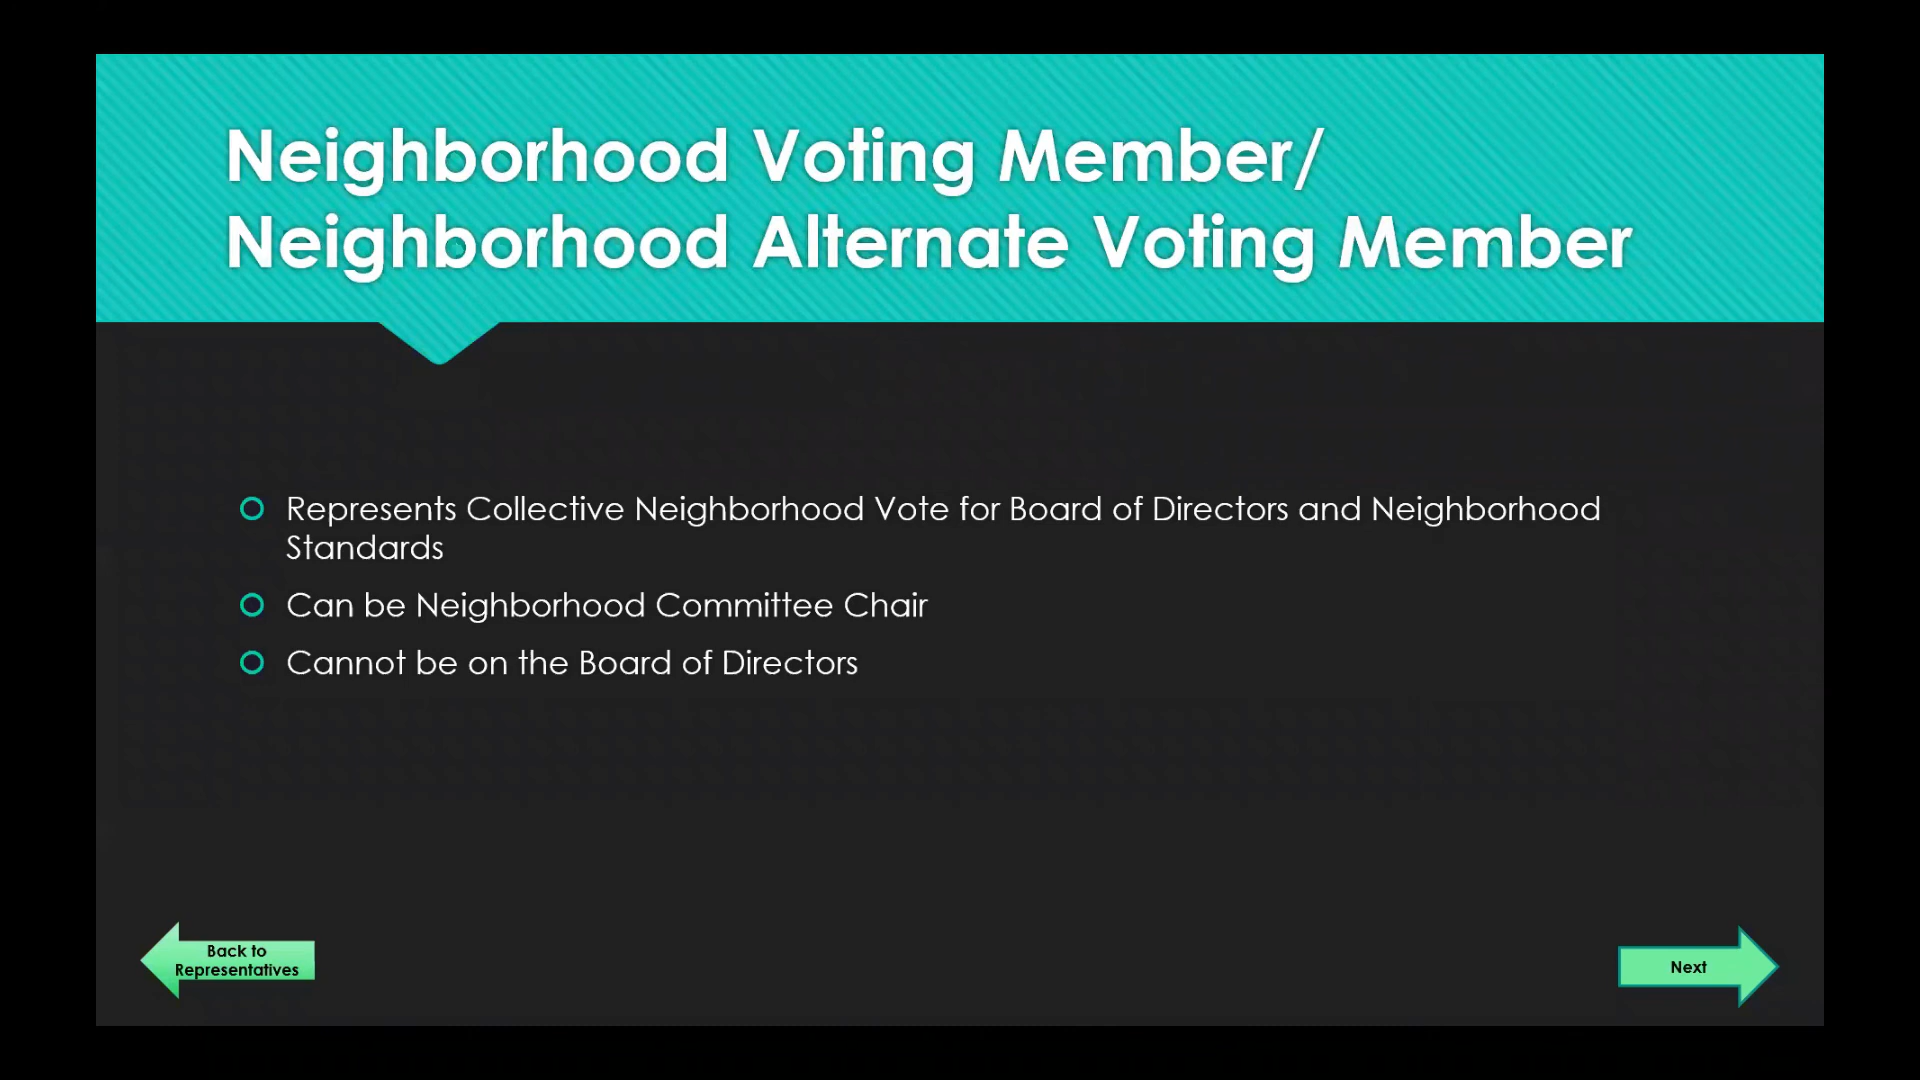 Neighborhood Voting Member/
Neighborhood Alternate Voting Member
Represents Collective Neighborhood Vote for Board of Directors and Neighborhood
Standards
Can be Neighborhood Committee Chair
Cannot be on the Board of Directors
Back to
Representatives
Next